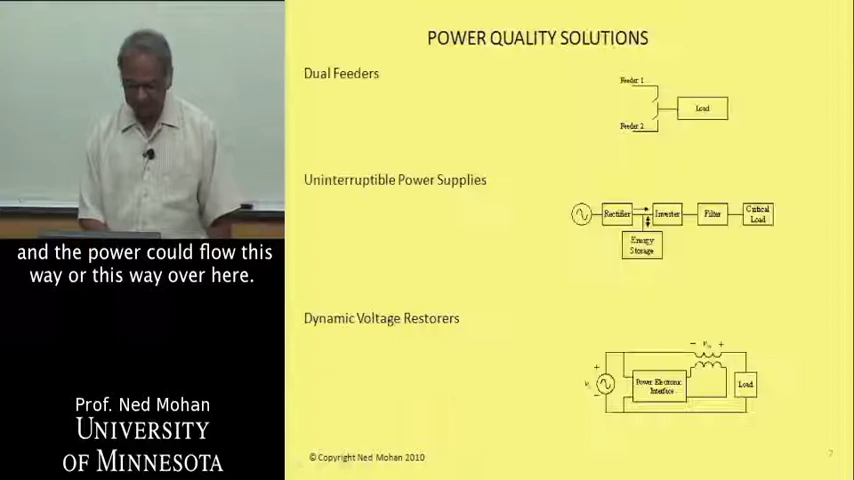 POWER QUALITY SOLUTIONS
Dual Feeders
Feeder 1
Load
Feeder 2
Uninterruptible Power Supplies
Rectifier
Inverter
Filter
Critical
Load
Energy
Storage
and the power could flow this
way or this way over here.
Dynamic Voltage Restorers
Power Electronic
Interface
Load
Prof. Ned Mohan
UNIVERSITY
OF MINNESOTA
© Copyright Ned Mohan 2010
7